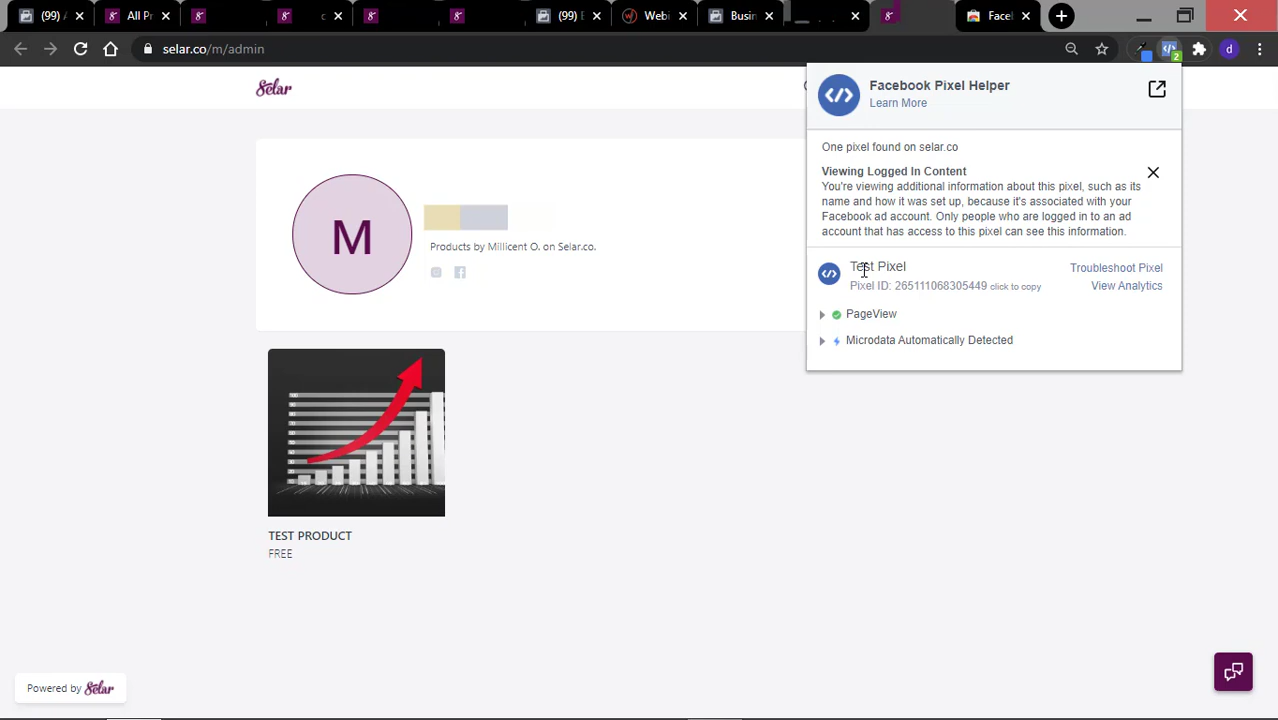 (99) A
All Pr
c
(99) E
Webi
Busin
Facel
selar.co/m/admin
d
2
Selar
Facebook Pixel Helper
Learn More
One pixel found on selar.co
Viewing Logged In Content
You're viewing additional information about this pixel, such as its
name and how it was set up, because it's associated with your
Facebook ad account. Only people who are logged in to an ad
account that has access to this pixel can see this information.
M
Products by Millicent O. on Selar.co.
Test Pixel
Troubleshoot Pixel
Pixel ID: 265111068305449 click to copy
View Analytics
PageView
Microdata Automatically Detected
TEST PRODUCT
FREE
Powered by Selar